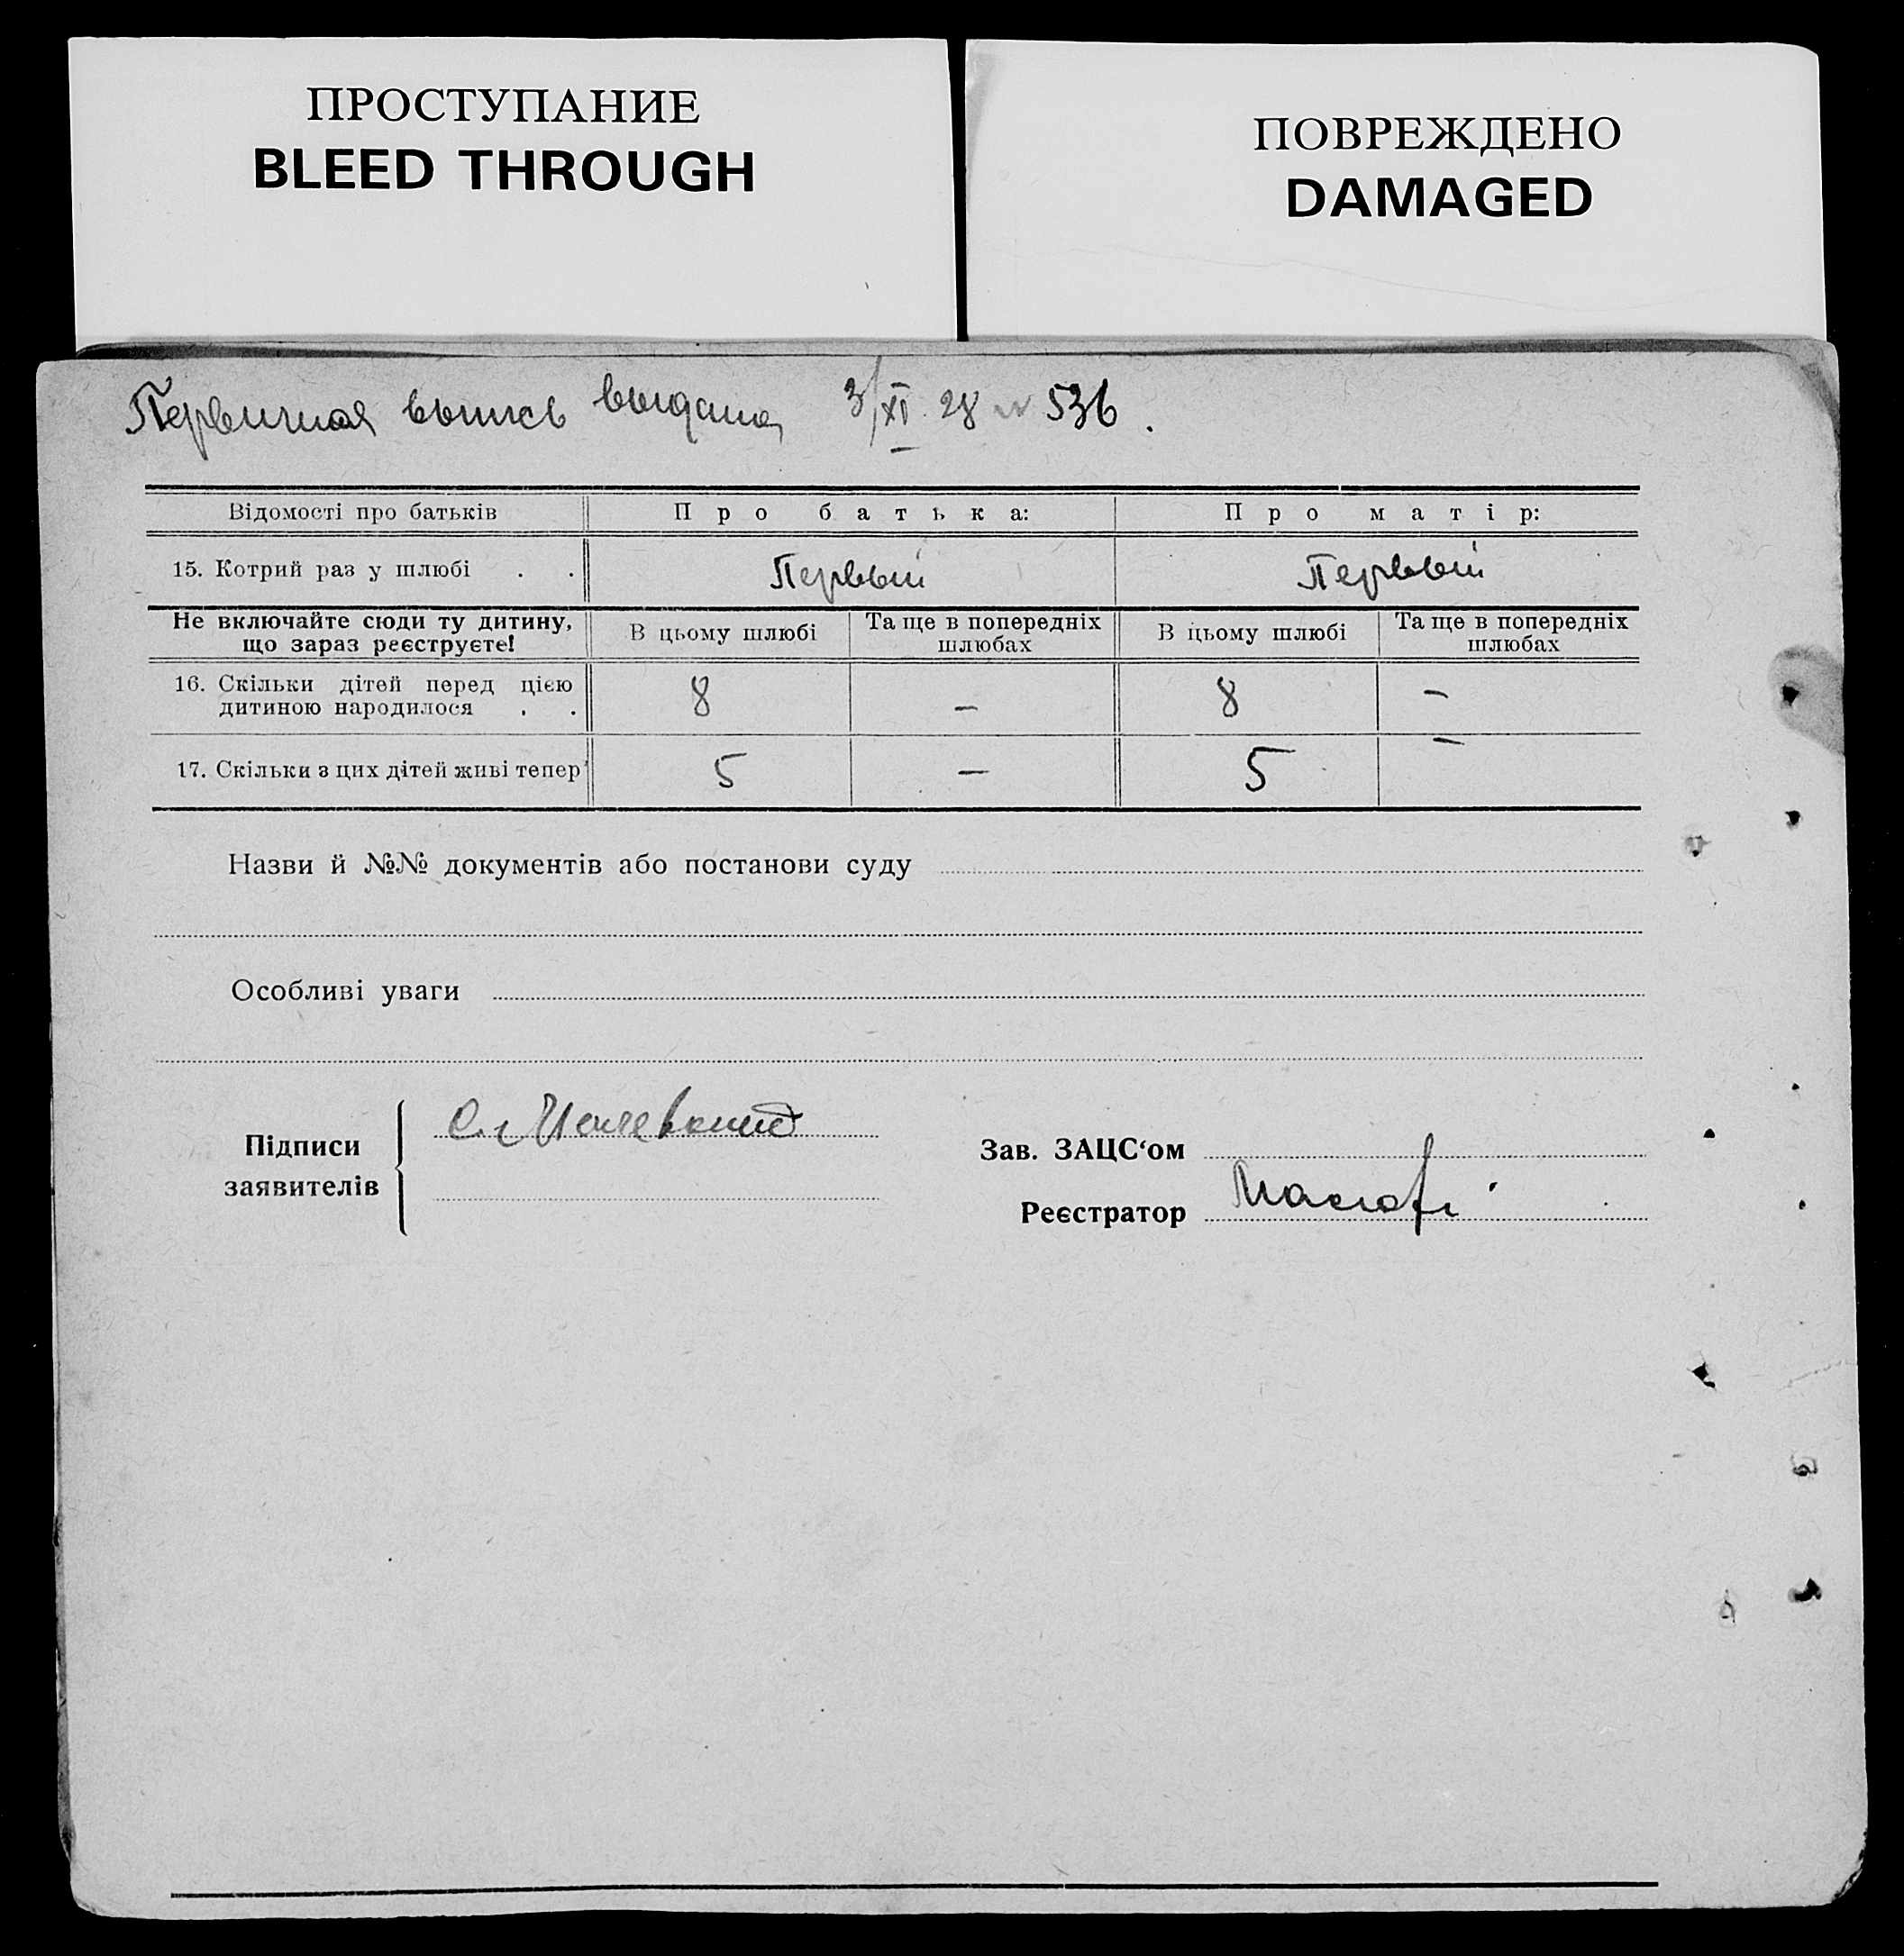 ПРОСТУПАНИЕ
BLEED THROUGH
ПОВРЕЖДЕНО
DAMAGED
Первичная выпись выдана 3/XI 28 № 536.
Відомості про батьків Про батька: Про матір:
15. Котрий раз у шлюбі . . Первый Первый
Не включайте сюди ту дитину, що зараз реєструєте! В цьому шлюбі Та ще в попередніх шлюбах В цьому шлюбі Та ще в попередніх шлюбах
16. Скільки дітей перед цією дитиною народилося . . 8 – 8 –
17. Скільки з цих дітей живі тепер 5 – 5 –
Назви й №№ документів або постанови суду
Особливі уваги
Підписи заявителів
Зав. ЗАЦС‘ом
Реєстратор